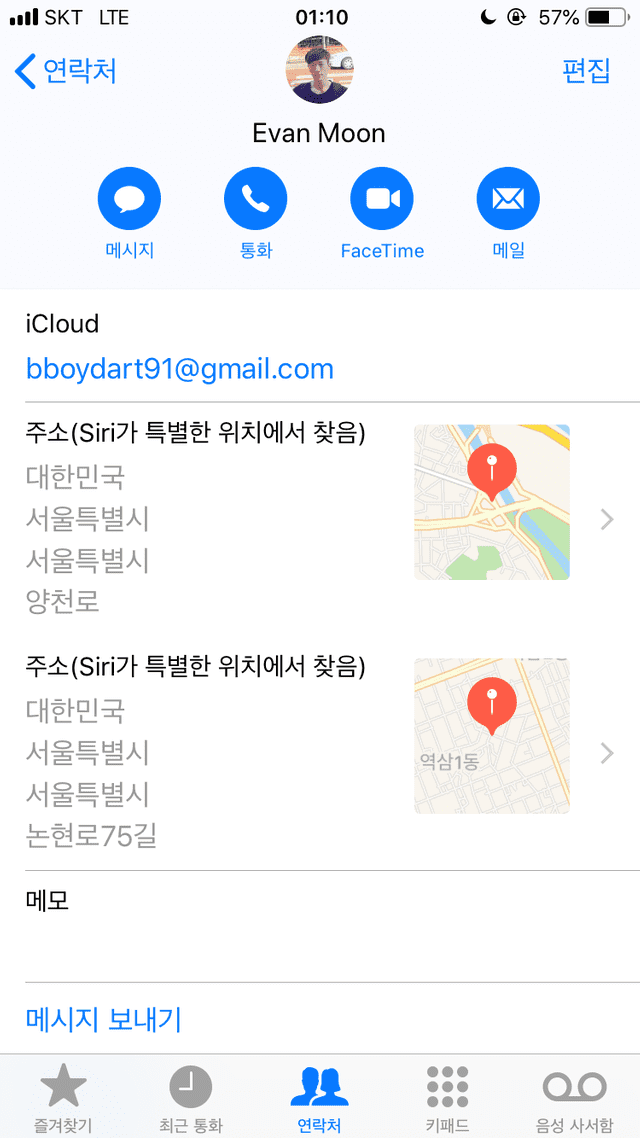 SKT LTE 01:10 57%
연락처 편집
Evan Moon
메시지 통화 FaceTime 메일
iCloud
bboydart91@gmail.com
주소(Siri가 특별한 위치에서 찾음)
대한민국
서울특별시
서울특별시
양천로
주소(Siri가 특별한 위치에서 찾음)
대한민국
서울특별시
서울특별시
논현로75길
역삼1동
메모
메시지 보내기
즐겨찾기 최근 통화 연락처 키패드 음성 사서함